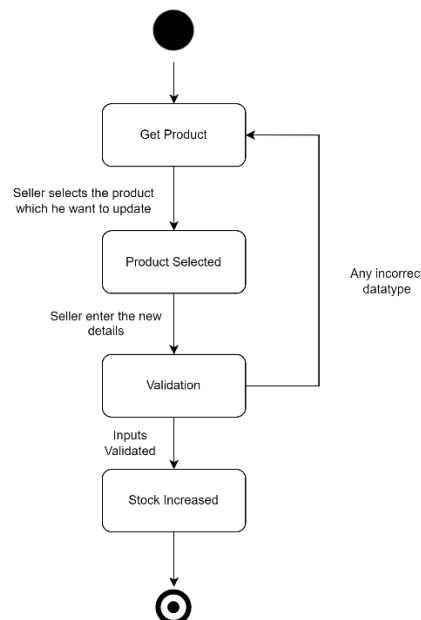 Get Product
Seller selects the product
which he want to update
Product Selected
Any incorrect
datatype
Seller enter the new
details
Validation
Inputs
Validated
Stock Increased